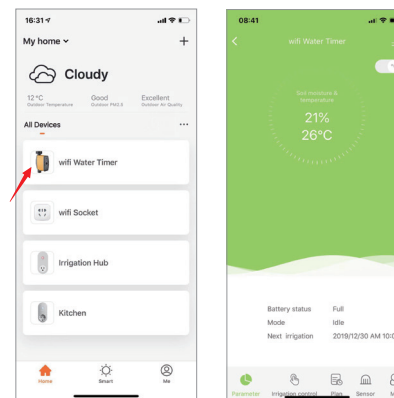 16:31
My home
Cloudy
12 °C
Good
Excellent
Outdoor Temperature
Outdoor PM2.5
Outdoor Air Quality
All Devices
wifi Water Timer
wifi Socket
Irrigation Hub
Kitchen
Home
Smart
Me
08:41
wifi Water Timer
Soil moisture &
temperature
21%
26°C
Battery status Full
Mode Idle
Next irrigation 2019/12/30 AM 10:0
Parameter
Irrigation control
Plan
Sensor